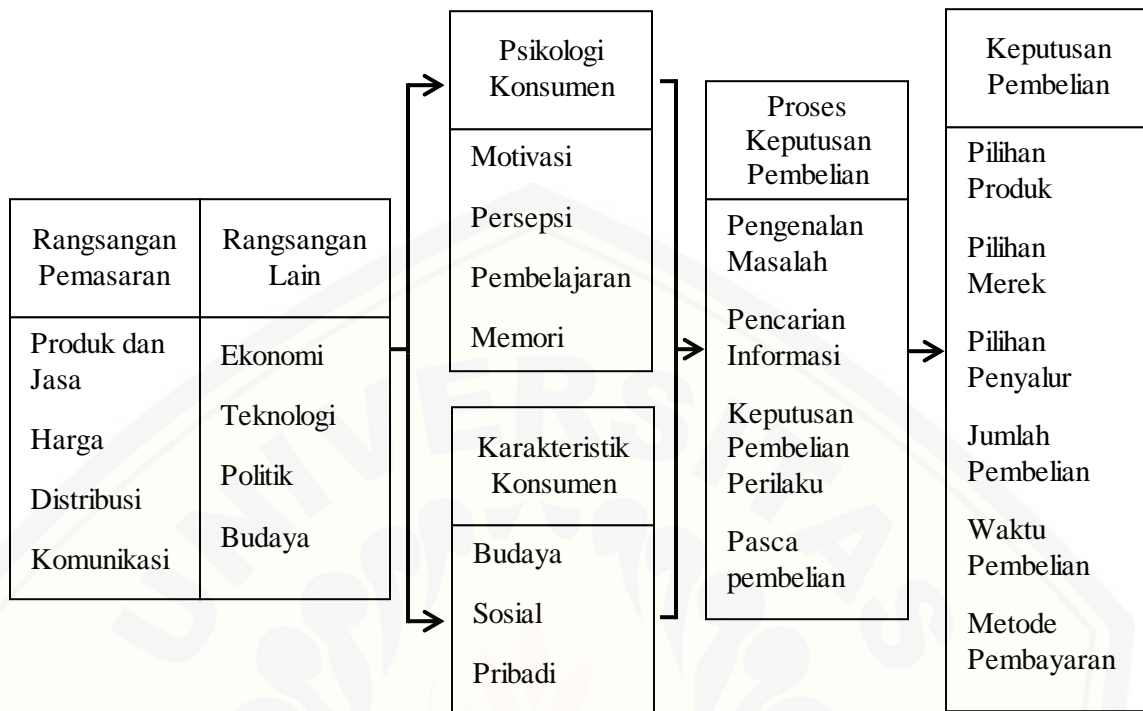 Rangsangan
Pemasaran
Produk dan
Jasa
Harga
Distribusi
Komunikasi
Rangsangan
Lain
Ekonomi
Teknologi
Politik
Budaya
Psikologi
Konsumen
Motivasi
Persepsi
Pembelajaran
Memori
Karakteristik
Konsumen
Budaya
Sosial
Pribadi
Proses
Keputusan
Pembelian
Pengenalan
Masalah
Pencarian
Informasi
Keputusan
Pembelian
Perilaku
Pasca
pembelian
Keputusan
Pembelian
Pilihan
Produk
Pilihan
Merek
Pilihan
Penyalur
Jumlah
Pembelian
Waktu
Pembelian
Metode
Pembayaran
UNIVERSITAS